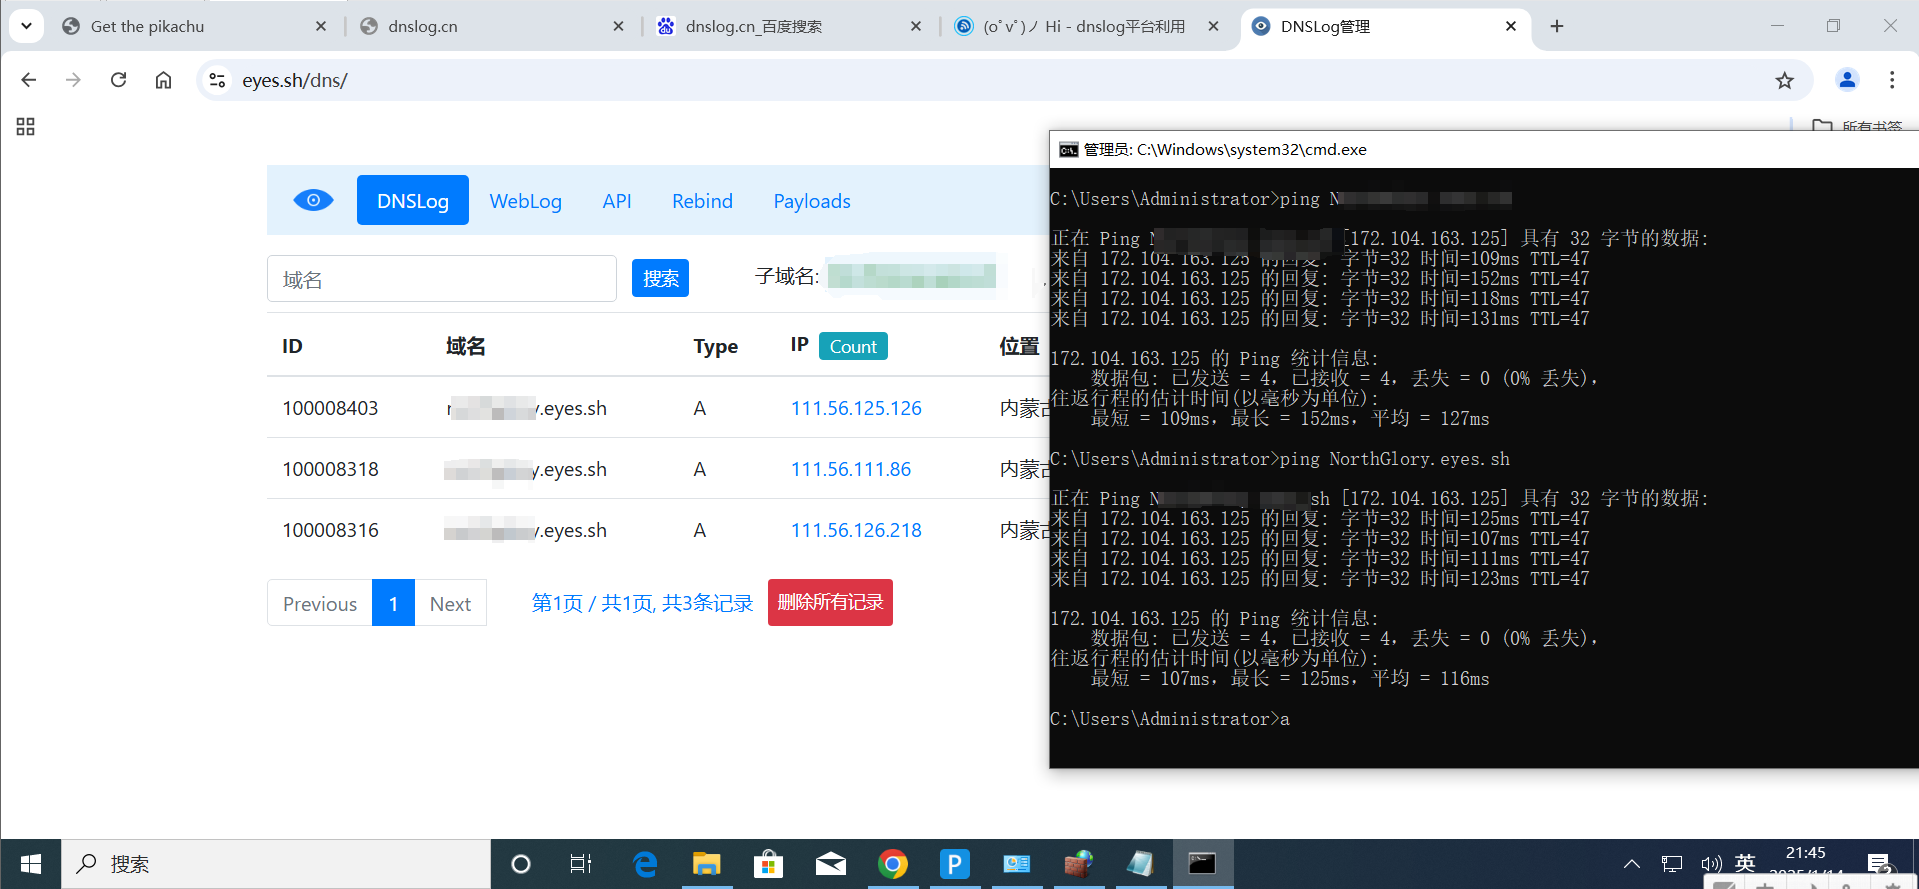 Get the pikachu
dnslog.cn
dnslog.cn_百度搜索
(oﾟvﾟ)ノ Hi - dnslog平台利用
DNSLog管理
eyes.sh/dns/
所有书签
DNSLog
WebLog
API
Rebind
Payloads
域名
搜索
子域名:
ID 域名 Type IP Count 位置
100008403 y.eyes.sh A 111.56.125.126 内蒙古
100008318 y.eyes.sh A 111.56.111.86 内蒙古
100008316 y.eyes.sh A 111.56.126.218 内蒙古
Previous 1 Next 第1页 / 共1页, 共3条记录 删除所有记录
管理员: C:\Windows\system32\cmd.exe
C:\Users\Administrator>ping N
正在 Ping N [172.104.163.125] 具有 32 字节的数据:
来自 172.104.163.125 的回复: 字节=32 时间=109ms TTL=47
来自 172.104.163.125 的回复: 字节=32 时间=152ms TTL=47
来自 172.104.163.125 的回复: 字节=32 时间=118ms TTL=47
来自 172.104.163.125 的回复: 字节=32 时间=131ms TTL=47
172.104.163.125 的 Ping 统计信息:
数据包: 已发送 = 4，已接收 = 4，丢失 = 0 (0% 丢失)，
往返行程的估计时间(以毫秒为单位):
最短 = 109ms，最长 = 152ms，平均 = 127ms
C:\Users\Administrator>ping NorthGlory.eyes.sh
正在 Ping N sh [172.104.163.125] 具有 32 字节的数据:
来自 172.104.163.125 的回复: 字节=32 时间=125ms TTL=47
来自 172.104.163.125 的回复: 字节=32 时间=107ms TTL=47
来自 172.104.163.125 的回复: 字节=32 时间=111ms TTL=47
来自 172.104.163.125 的回复: 字节=32 时间=123ms TTL=47
172.104.163.125 的 Ping 统计信息:
数据包: 已发送 = 4，已接收 = 4，丢失 = 0 (0% 丢失)，
往返行程的估计时间(以毫秒为单位):
最短 = 107ms，最长 = 125ms，平均 = 116ms
C:\Users\Administrator>a
搜索
英
21:45
2025/1/14